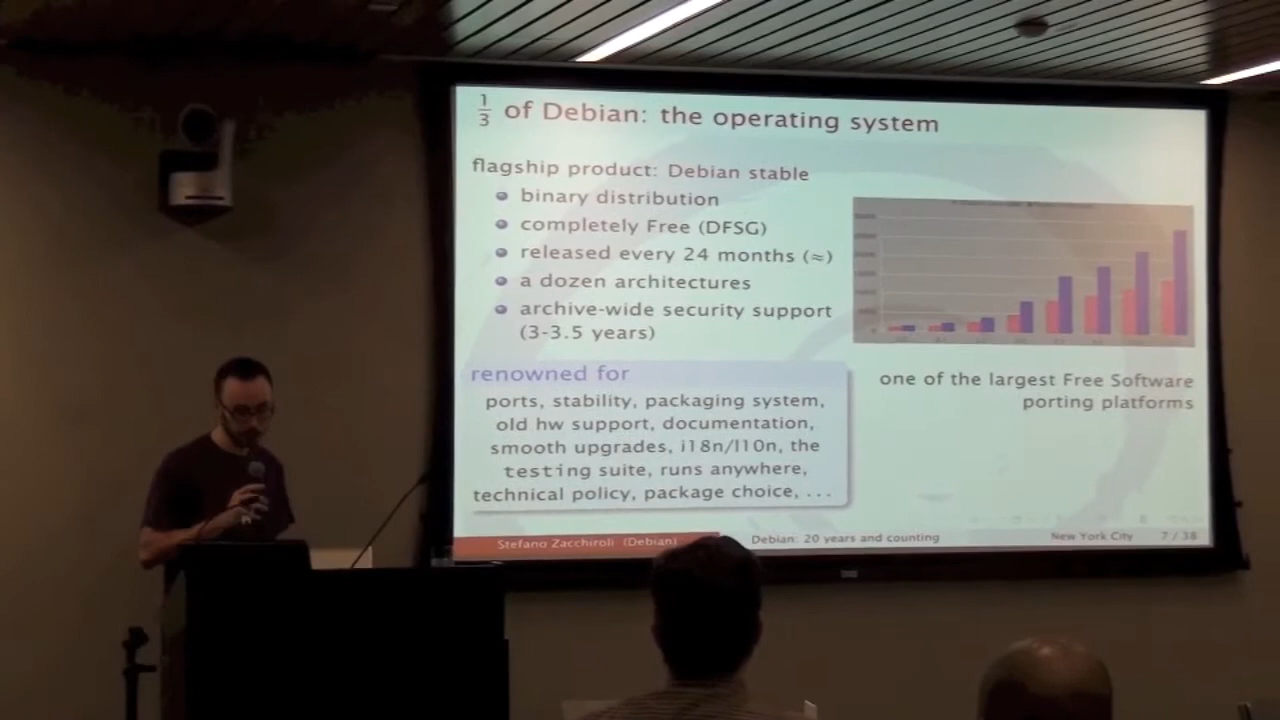 1/3 of Debian: the operating system
flagship product: Debian stable
binary distribution
completely Free (DFSG)
released every 24 months (≈)
a dozen architectures
archive-wide security support
(3-3.5 years)
renowned for
ports, stability, packaging system,
old hw support, documentation,
smooth upgrades, i18n/l10n, the
testing suite, runs anywhere,
technical policy, package choice, ...
one of the largest Free Software
porting platforms
Stefano Zacchiroli (Debian)
Debian: 20 years and counting
New York City
7 / 38